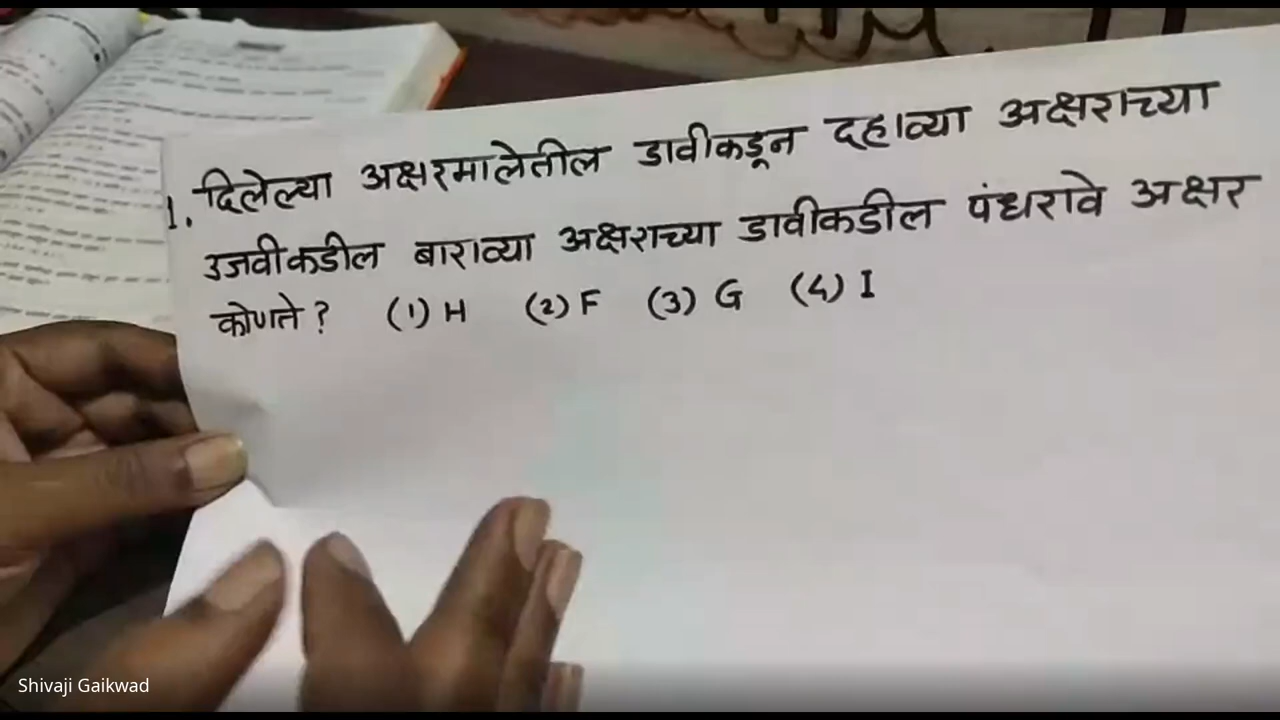 1. दिलेल्या अक्षरमालेतील डावीकडून दहाव्या अक्षराच्या
उजवीकडील बाराव्या अक्षराच्या डावीकडील पंधरावे अक्षर
कोणते ? (1) H (2) F (3) G (4) I
Shivaji Gaikwad